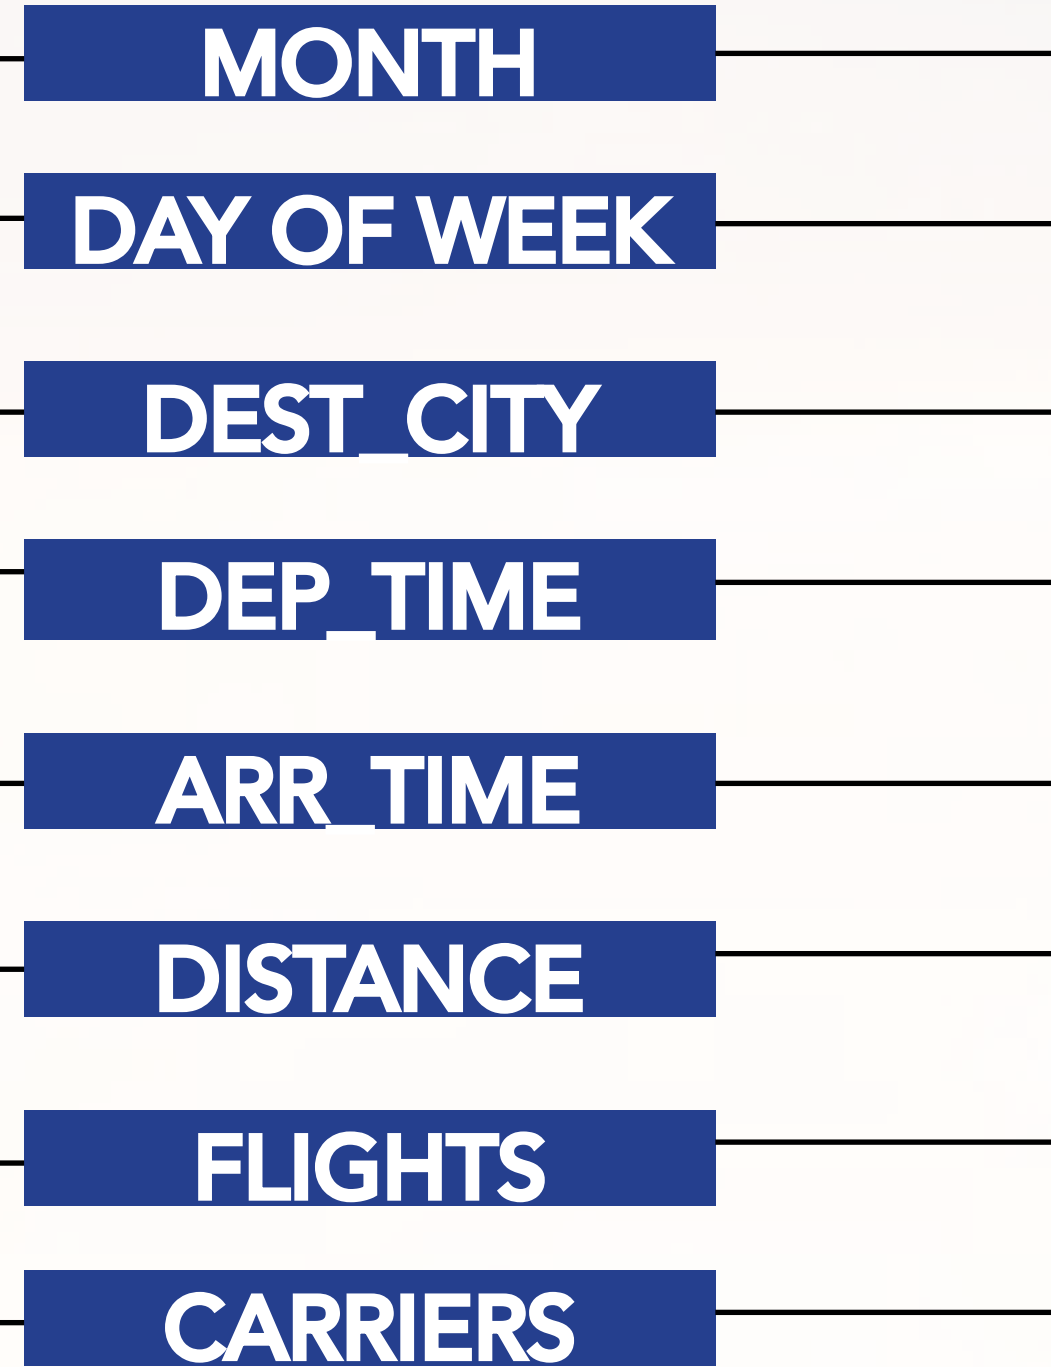 MONTH
DAY OF WEEK
DEST_CITY
DEP_TIME
ARR_TIME
DISTANCE
FLIGHTS
CARRIERS